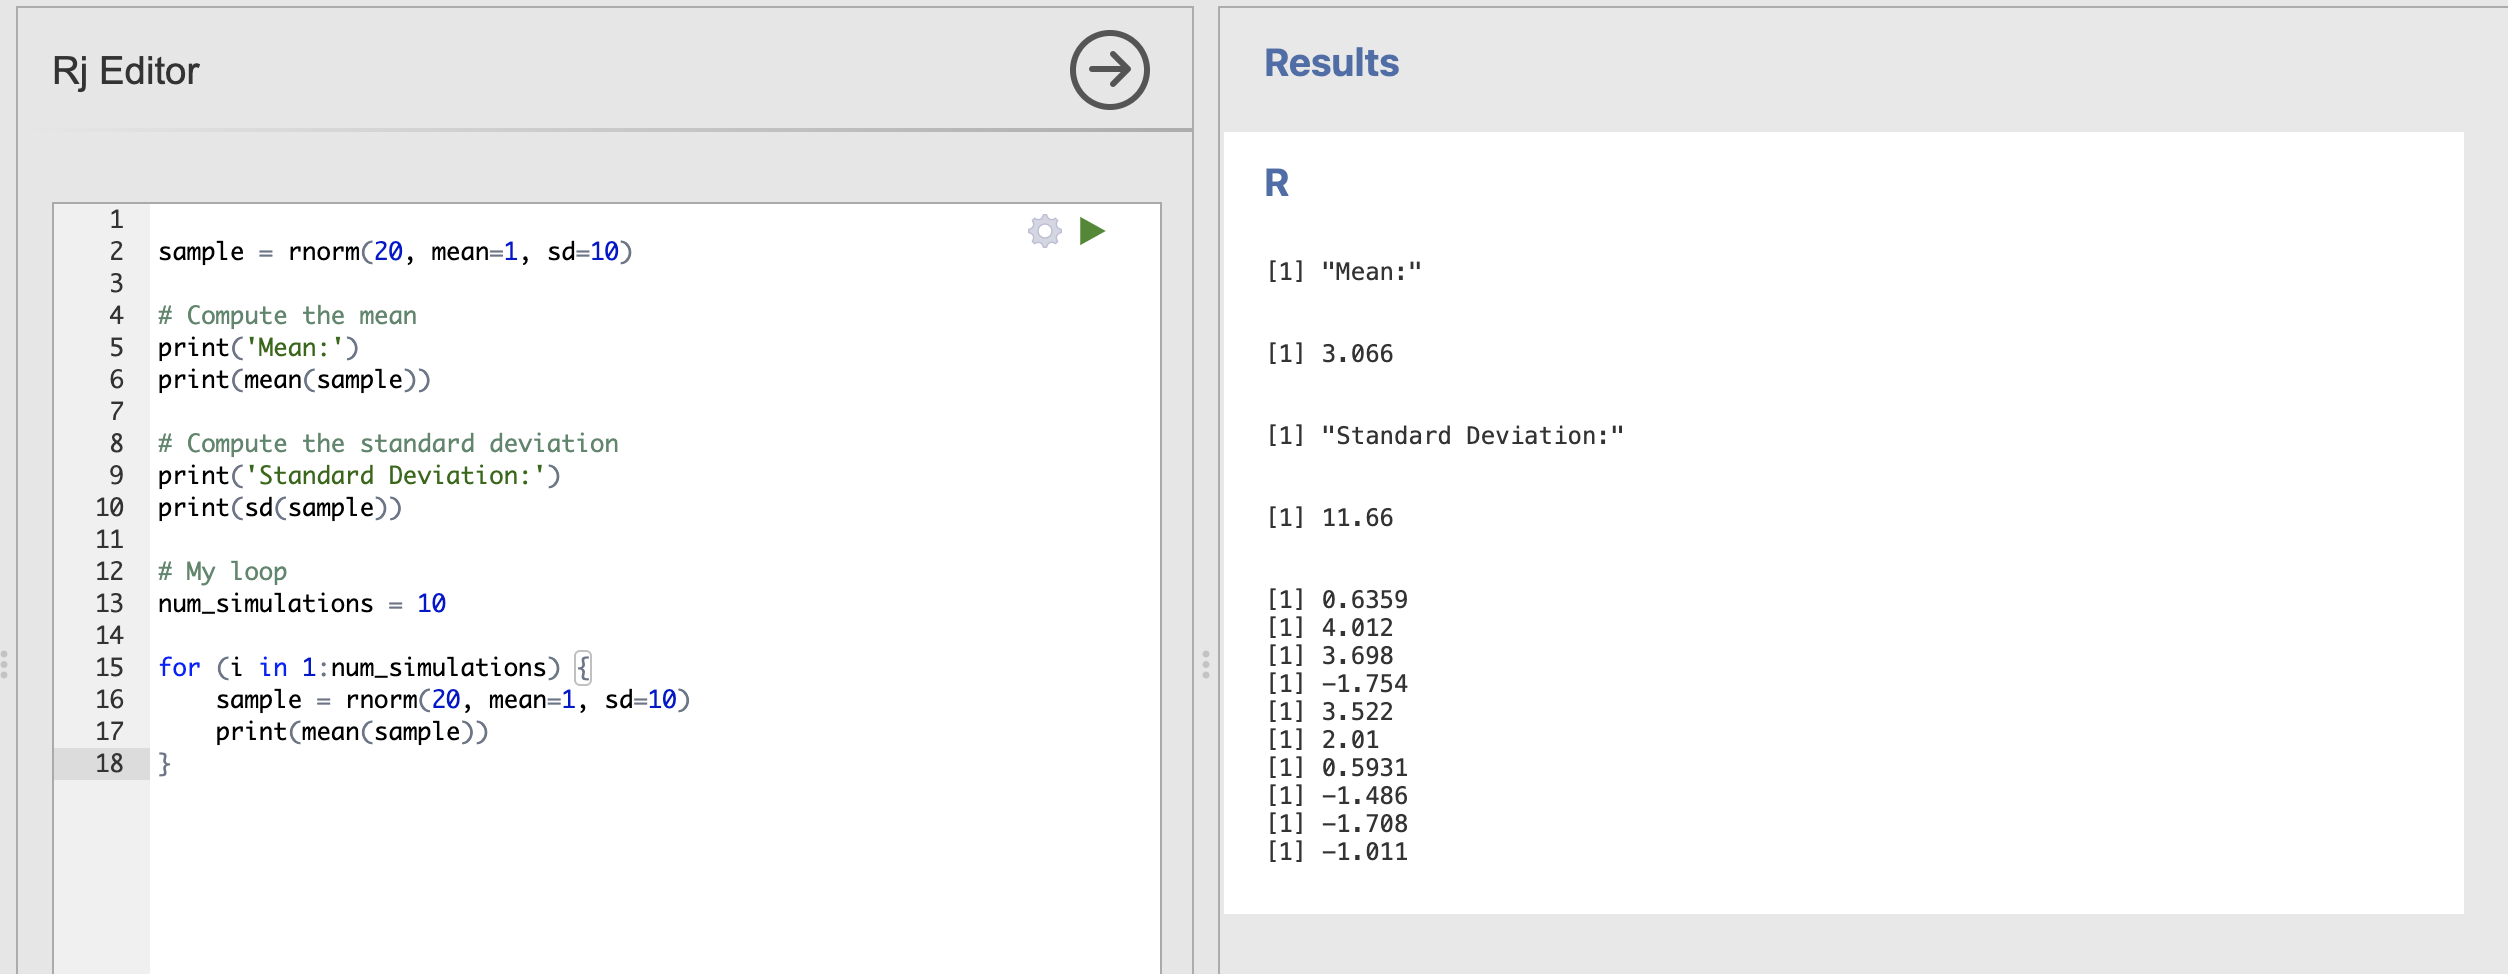 Rj Editor
1
2 sample = rnorm(20, mean=1, sd=10)
3
4 # Compute the mean
5 print('Mean:')
6 print(mean(sample))
7
8 # Compute the standard deviation
9 print('Standard Deviation:')
10 print(sd(sample))
11
12 # My loop
13 num_simulations = 10
14
15 for (i in 1:num_simulations) {
16     sample = rnorm(20, mean=1, sd=10)
17     print(mean(sample))
18 }
Results
R
[1] "Mean:"
[1] 3.066
[1] "Standard Deviation:"
[1] 11.66
[1] 0.6359
[1] 4.012
[1] 3.698
[1] -1.754
[1] 3.522
[1] 2.01
[1] 0.5931
[1] -1.486
[1] -1.708
[1] -1.011